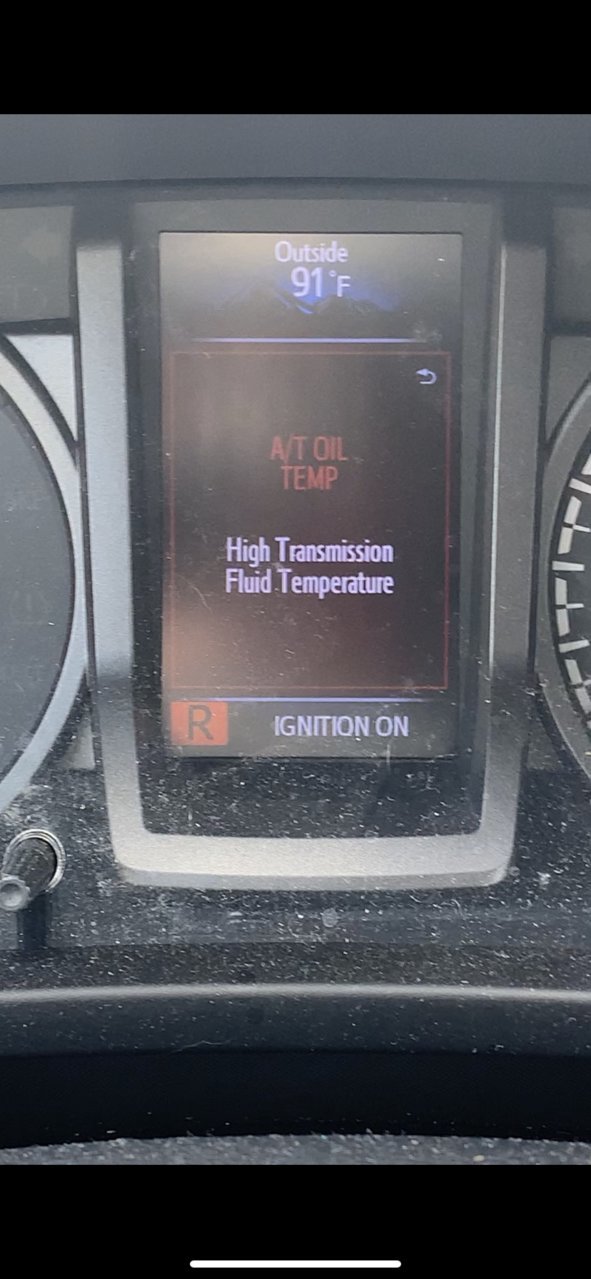 Outside
91°F
A/T OIL
TEMP
High Transmission
Fluid Temperature
R IGNITION ON